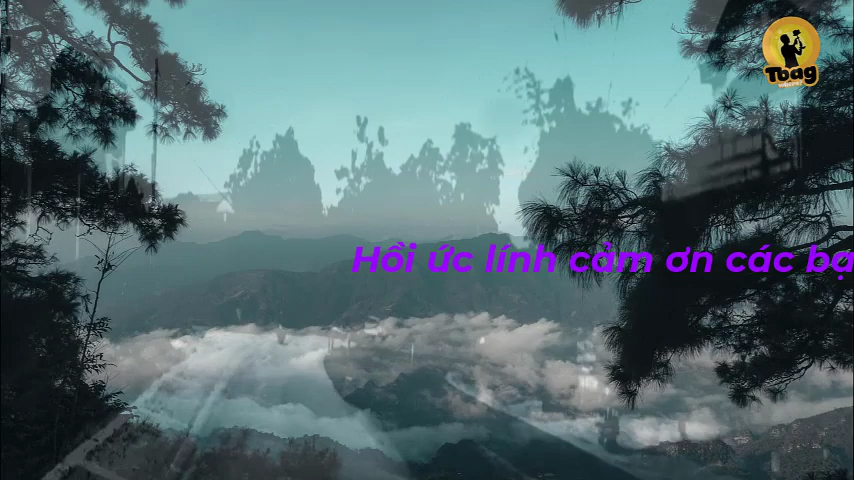 Tbag
Hồi ức lính cảm ơn các bạ